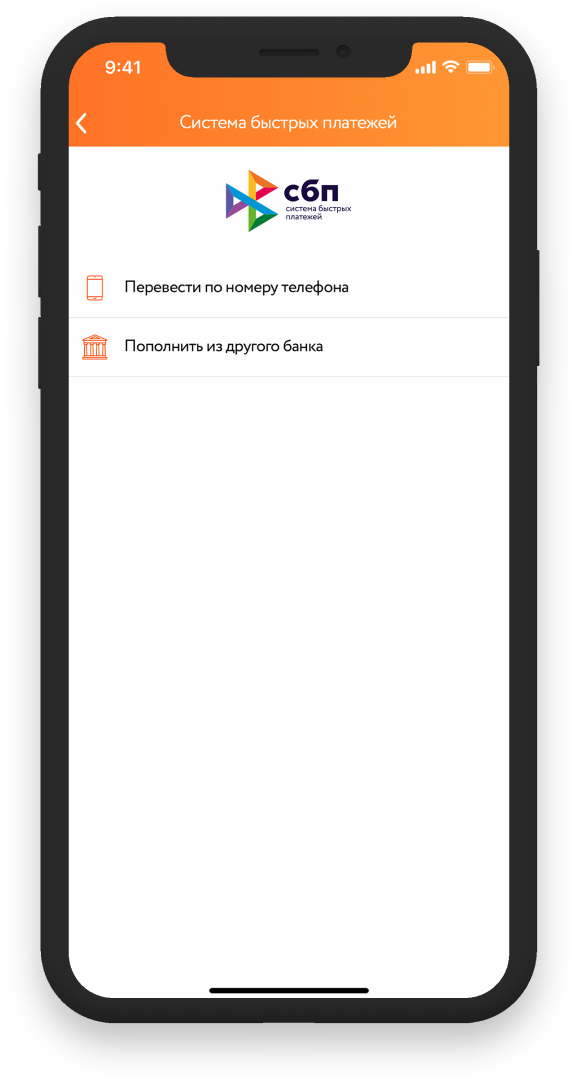 9:41
Система быстрых платежей
сбп
система быстрых
платежей
Перевести по номеру телефона
Пополнить из другого банка